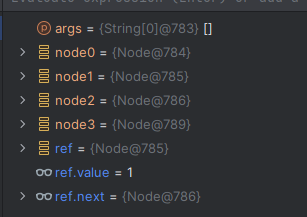 args = {String[0]@783} []
node0 = {Node@784}
node1 = {Node@785}
node2 = {Node@786}
node3 = {Node@789}
ref = {Node@785}
ref.value = 1
ref.next = {Node@786}